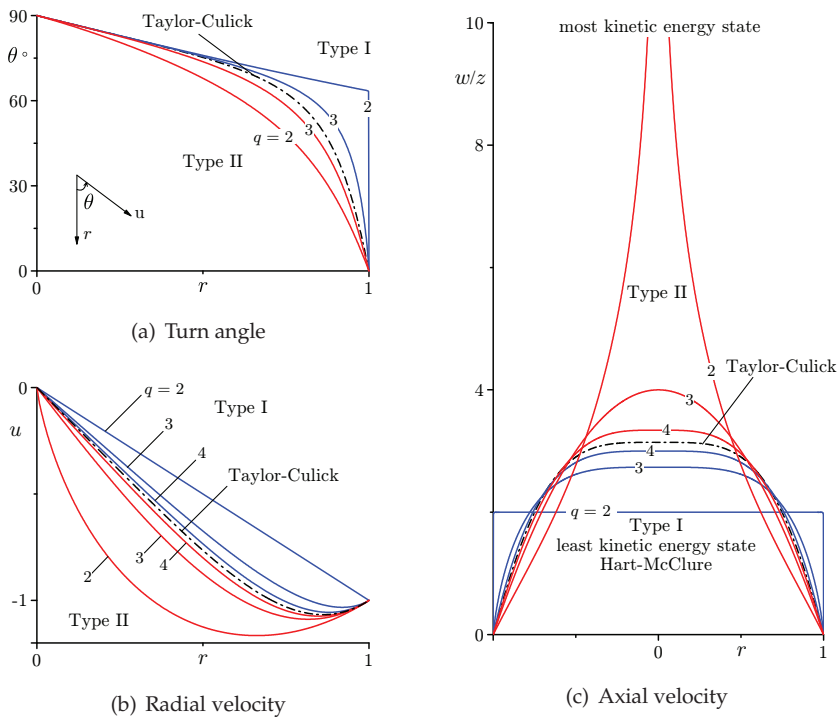 90
θ°
60
30
0
0
r
1
Taylor-Culick
Type I
2
3
3
q = 2
Type II
θ
u
r
(a) Turn angle
0
u
-1
0
r
1
q = 2
Type I
3
4
Taylor-Culick
2
3
4
Type II
(b) Radial velocity
10
w/z
8
4
0
0
r
1
most kinetic energy state
Type II
2
Taylor-Culick
3
4
4
3
q = 2
Type I
least kinetic energy state
Hart-McClure
(c) Axial velocity